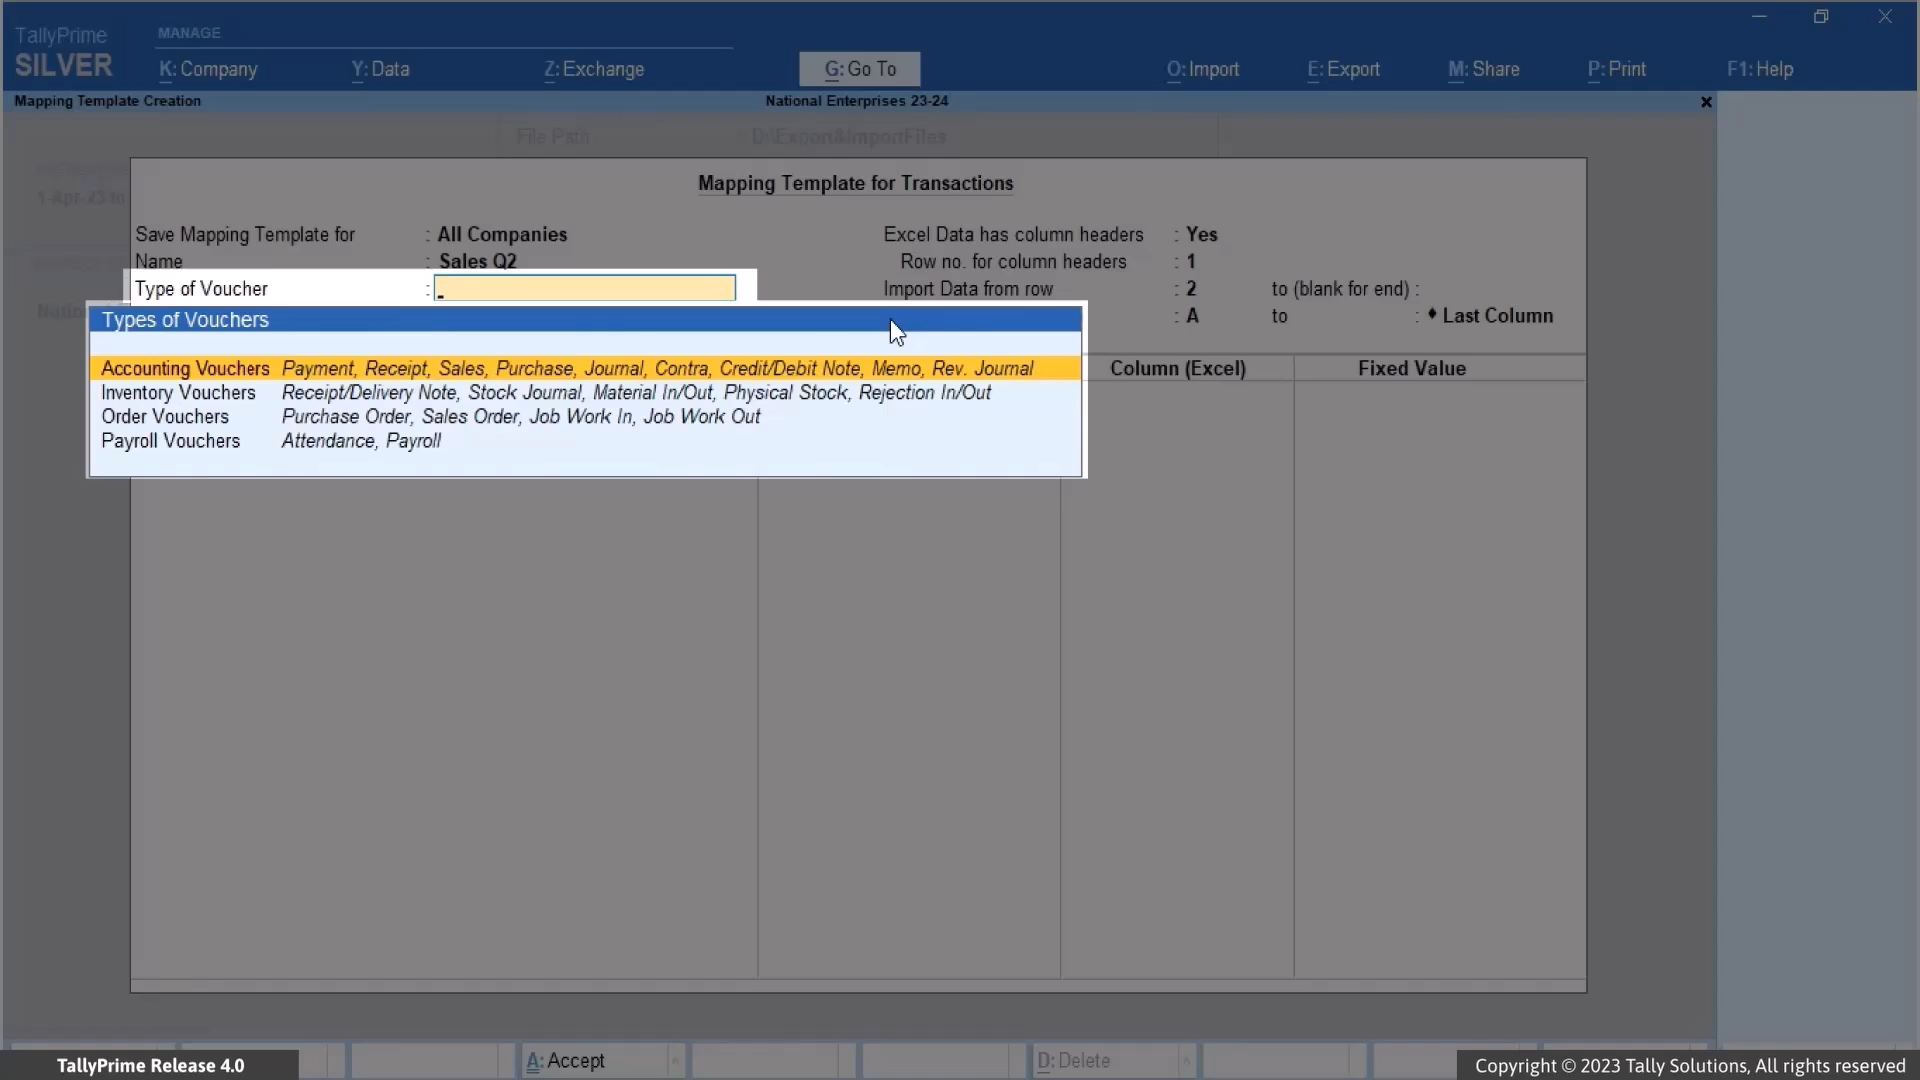 TallyPrime
SILVER
MANAGE
K: Company
Y: Data
Z: Exchange
G: Go To
O: Import
E: Export
M: Share
P: Print
F1: Help
Mapping Template Creation
National Enterprises 23-24
File Path
D:\Export&ImportFiles
1-Apr-23 to
Mapping Template for Transactions
Save Mapping Template for : All Companies
Excel Data has column headers : Yes
Name : Sales Q2
Row no. for column headers : 1
Type of Voucher :
Import Data from row : 2 to (blank for end) :
: A to : ♦ Last Column
Types of Vouchers
Accounting Vouchers Payment, Receipt, Sales, Purchase, Journal, Contra, Credit/Debit Note, Memo, Rev. Journal
Column (Excel)
Fixed Value
Inventory Vouchers Receipt/Delivery Note, Stock Journal, Material In/Out, Physical Stock, Rejection In/Out
Order Vouchers Purchase Order, Sales Order, Job Work In, Job Work Out
Payroll Vouchers Attendance, Payroll
A: Accept
D: Delete
TallyPrime Release 4.0
Copyright © 2023 Tally Solutions, All rights reserved